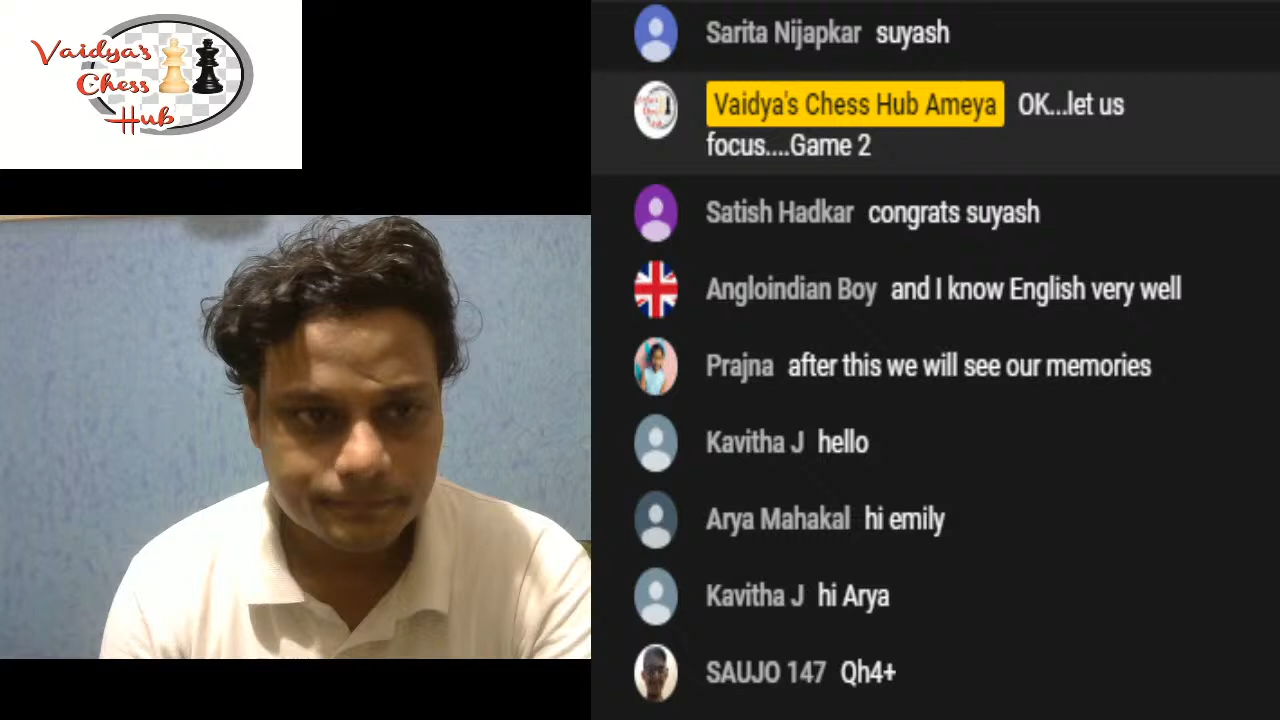 Vaidya's
Chess
Hub
Sarita Nijapkar suyash
Vaidya's Chess Hub Ameya OK...let us
focus....Game 2
Satish Hadkar congrats suyash
Angloindian Boy and I know English very well
Prajna after this we will see our memories
Kavitha J hello
Arya Mahakal hi emily
Kavitha J hi Arya
SAUJO 147 Qh4+